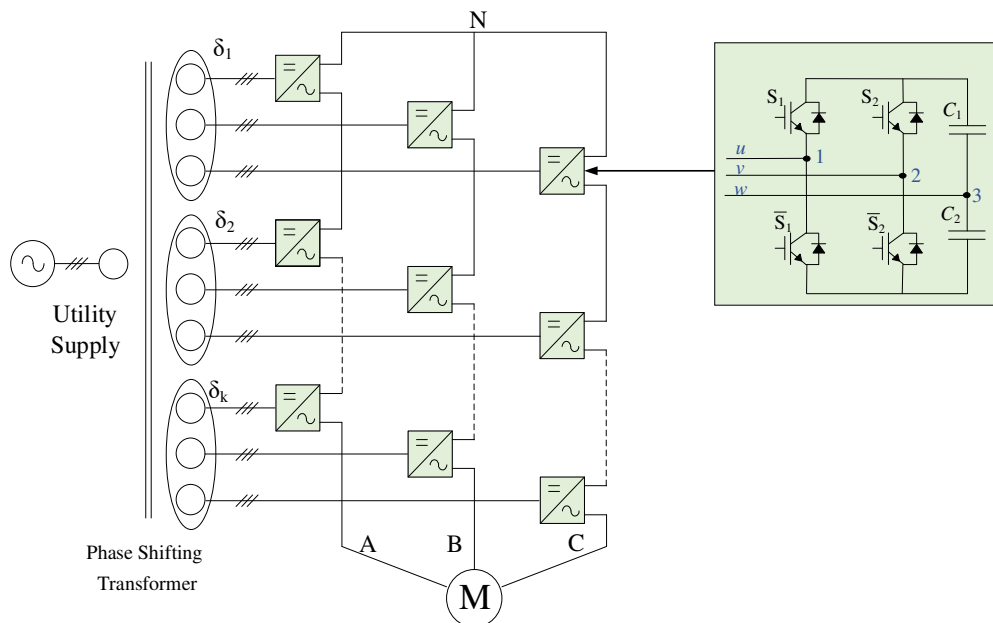 N
δ1
δ2
δk
Utility
Supply
Phase Shifting
Transformer
A
B
C
M
S1
S2
C1
u
1
v
2
w
3
S̅1
S̅2
C2